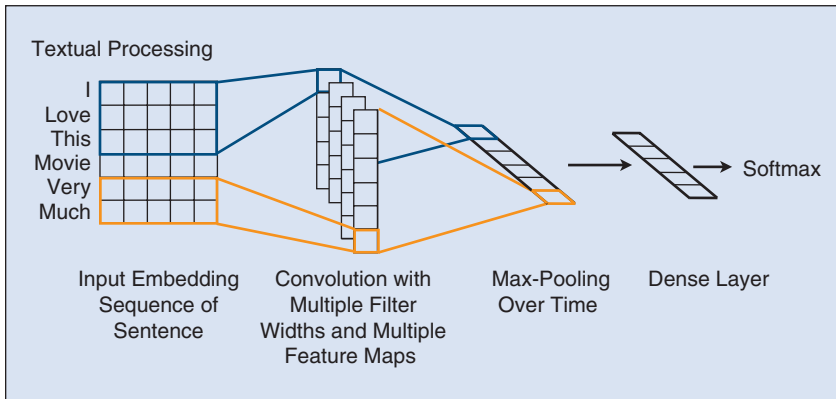 Textual Processing
I
Love
This
Movie
Very
Much
Softmax
Input Embedding
Sequence of
Sentence
Convolution with
Multiple Filter
Widths and Multiple
Feature Maps
Max-Pooling
Over Time
Dense Layer